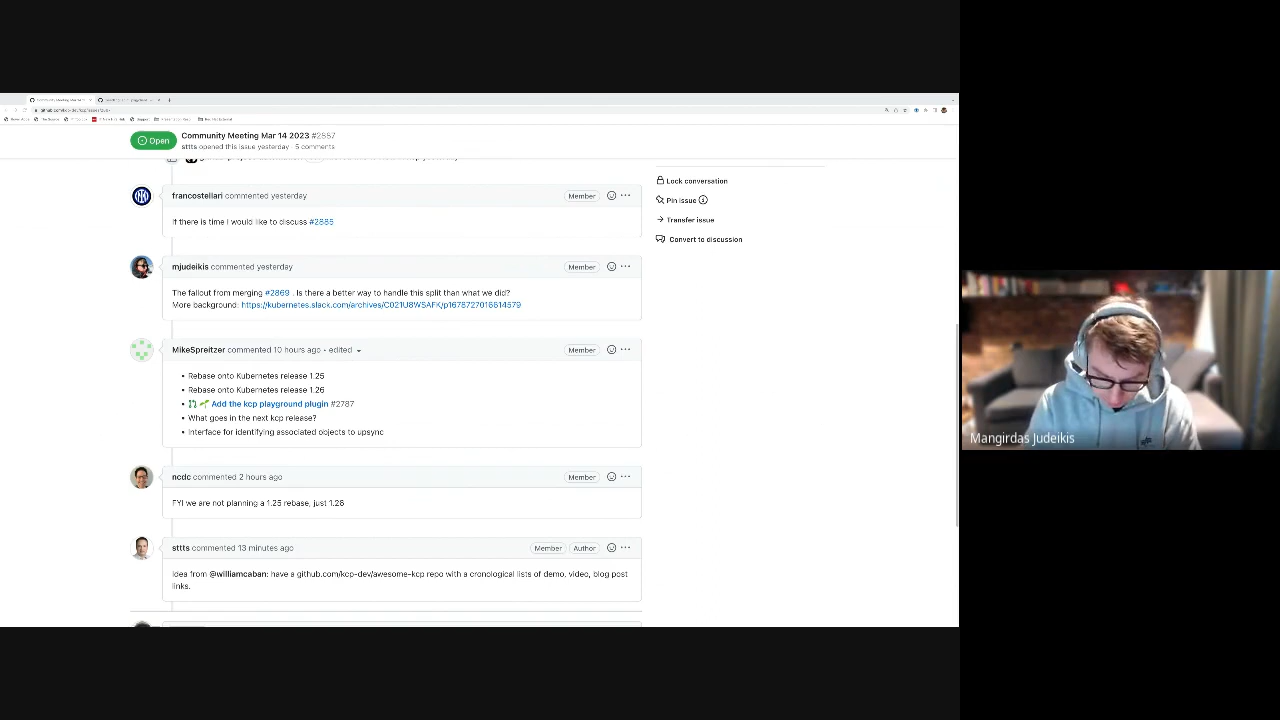 Open
Community Meeting Mar 14 2023 #2857
sttts opened this issue yesterday · 5 comments
francostellari commented yesterday
Member
If there is time I would like to discuss #2885
mjudeikis commented yesterday
Member
The fallout from merging #2869 . Is there a better way to handle this split than what we did?
More background: https://kubernetes.slack.com/archives/C021U8WSAFK/p1678727016614579
MikeSpreitzer commented 10 hours ago · edited
Member
Rebase onto Kubernetes release 1.25
Rebase onto Kubernetes release 1.26
Add the kcp playground plugin #2787
What goes in the next kcp release?
Interface for identifying associated objects to upsync
ncdc commented 2 hours ago
Member
FYI we are not planning a 1.25 rebase, just 1.26
sttts commented 13 minutes ago
Member
Author
Idea from @williamcaban: have a github.com/kcp-dev/awesome-kcp repo with a cronological lists of demo, video, blog post
links.
Lock conversation
Pin issue
Transfer issue
Convert to discussion
Mangirdas Judeikis